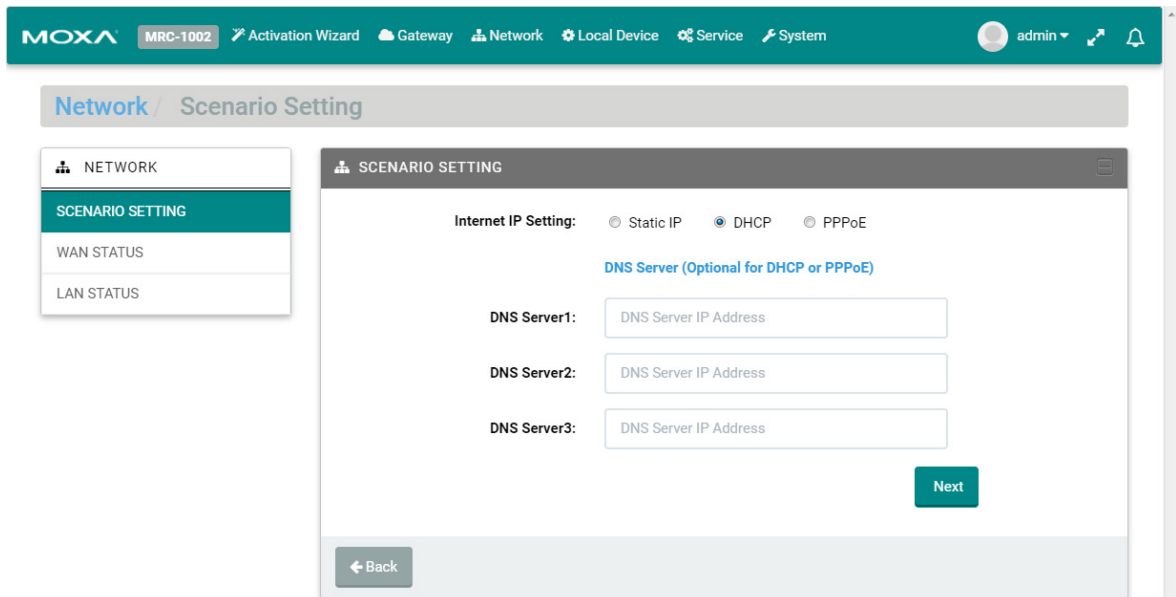 MOXA MRC-1002 Activation Wizard Gateway Network Local Device Service System admin
Network / Scenario Setting
NETWORK
SCENARIO SETTING
WAN STATUS
LAN STATUS
SCENARIO SETTING
Internet IP Setting: Static IP DHCP PPPoE
DNS Server (Optional for DHCP or PPPoE)
DNS Server1: DNS Server IP Address
DNS Server2: DNS Server IP Address
DNS Server3: DNS Server IP Address
Next
Back